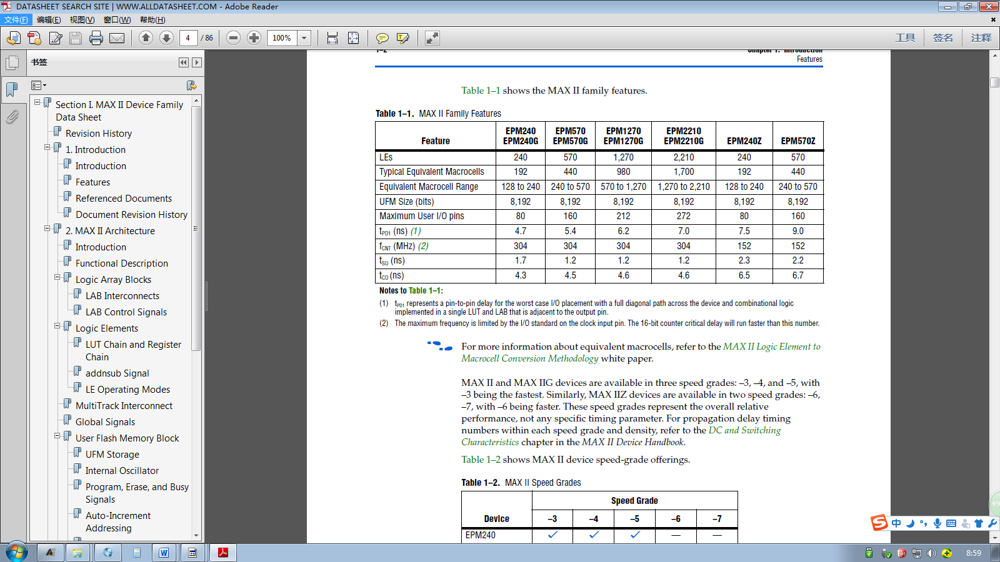 DATASHEET SEARCH SITE | WWW.ALLDATASHEET.COM - Adobe Reader
文件(F) 编辑(E) 视图(V) 窗口(W) 帮助(H)
4 / 86 100% 工具 签名 注释
书签
Section I. MAX II Device Family
Data Sheet
Revision History
1. Introduction
Introduction
Features
Referenced Documents
Document Revision History
2. MAX II Architecture
Introduction
Functional Description
Logic Array Blocks
LAB Interconnects
LAB Control Signals
Logic Elements
LUT Chain and Register
Chain
addnsub Signal
LE Operating Modes
MultiTrack Interconnect
Global Signals
User Flash Memory Block
UFM Storage
Internal Oscillator
Program, Erase, and Busy
Signals
Auto-Increment
Addressing
1–2 Chapter 1: Introduction
Features
Table 1–1 shows the MAX II family features.
Table 1–1. MAX II Family Features
Feature EPM240 EPM240G EPM570 EPM570G EPM1270 EPM1270G EPM2210 EPM2210G EPM240Z EPM570Z
LEs 240 570 1,270 2,210 240 570
Typical Equivalent Macrocells 192 440 980 1,700 192 440
Equivalent Macrocell Range 128 to 240 240 to 570 570 to 1,270 1,270 to 2,210 128 to 240 240 to 570
UFM Size (bits) 8,192 8,192 8,192 8,192 8,192 8,192
Maximum User I/O pins 80 160 212 272 80 160
tPD1 (ns) (1) 4.7 5.4 6.2 7.0 7.5 9.0
fCNT (MHz) (2) 304 304 304 304 152 152
tSU (ns) 1.7 1.2 1.2 1.2 2.3 2.2
tCO (ns) 4.3 4.5 4.6 4.6 6.5 6.7
Notes to Table 1–1:
(1) tPD1 represents a pin-to-pin delay for the worst case I/O placement with a full diagonal path across the device and combinational logic
implemented in a single LUT and LAB that is adjacent to the output pin.
(2) The maximum frequency is limited by the I/O standard on the clock input pin. The 16-bit counter critical delay will run faster than this number.
For more information about equivalent macrocells, refer to the MAX II Logic Element to
Macrocell Conversion Methodology white paper.
MAX II and MAX IIG devices are available in three speed grades: –3, –4, and –5, with
–3 being the fastest. Similarly, MAX IIZ devices are available in two speed grades: –6,
–7, with –6 being faster. These speed grades represent the overall relative
performance, not any specific timing parameter. For propagation delay timing
numbers within each speed grade and density, refer to the DC and Switching
Characteristics chapter in the MAX II Device Handbook.
Table 1–2 shows MAX II device speed-grade offerings.
Table 1–2. MAX II Speed Grades
Speed Grade
Device –3 –4 –5 –6 –7
EPM240 ✓ ✓ ✓ — —
49
中
8:59